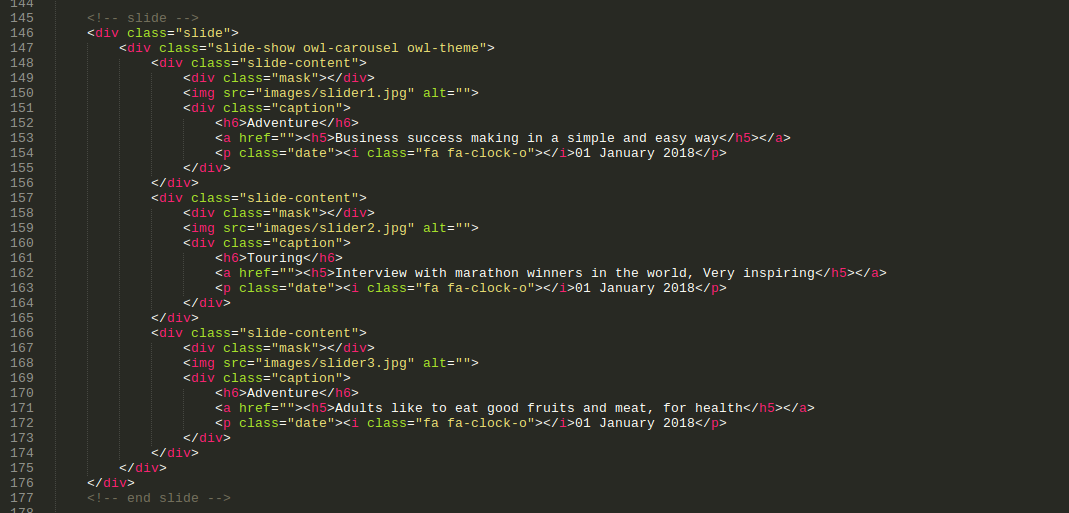 144
145 <!-- slide -->
146 <div class="slide">
147 <div class="slide-show owl-carousel owl-theme">
148 <div class="slide-content">
149 <div class="mask"></div>
150 <img src="images/slider1.jpg" alt="">
151 <div class="caption">
152 <h6>Adventure</h6>
153 <a href=""><h5>Business success making in a simple and easy way</h5></a>
154 <p class="date"><i class="fa fa-clock-o"></i>01 January 2018</p>
155 </div>
156 </div>
157 <div class="slide-content">
158 <div class="mask"></div>
159 <img src="images/slider2.jpg" alt="">
160 <div class="caption">
161 <h6>Touring</h6>
162 <a href=""><h5>Interview with marathon winners in the world, Very inspiring</h5></a>
163 <p class="date"><i class="fa fa-clock-o"></i>01 January 2018</p>
164 </div>
165 </div>
166 <div class="slide-content">
167 <div class="mask"></div>
168 <img src="images/slider3.jpg" alt="">
169 <div class="caption">
170 <h6>Adventure</h6>
171 <a href=""><h5>Adults like to eat good fruits and meat, for health</h5></a>
172 <p class="date"><i class="fa fa-clock-o"></i>01 January 2018</p>
173 </div>
174 </div>
175 </div>
176 </div>
177 <!-- end slide -->
178